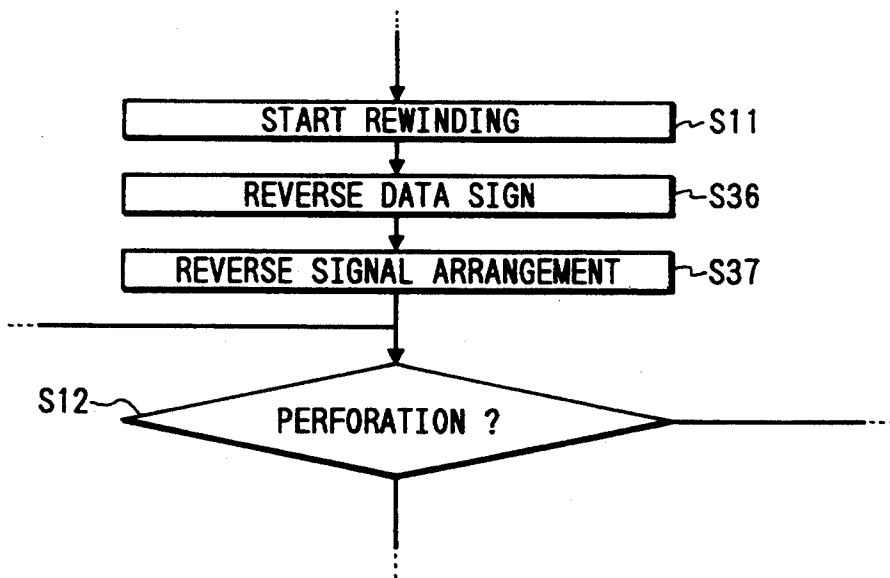 START REWINDING S11
REVERSE DATA SIGN S36
REVERSE SIGNAL ARRANGEMENT S37
S12
PERFORATION ?